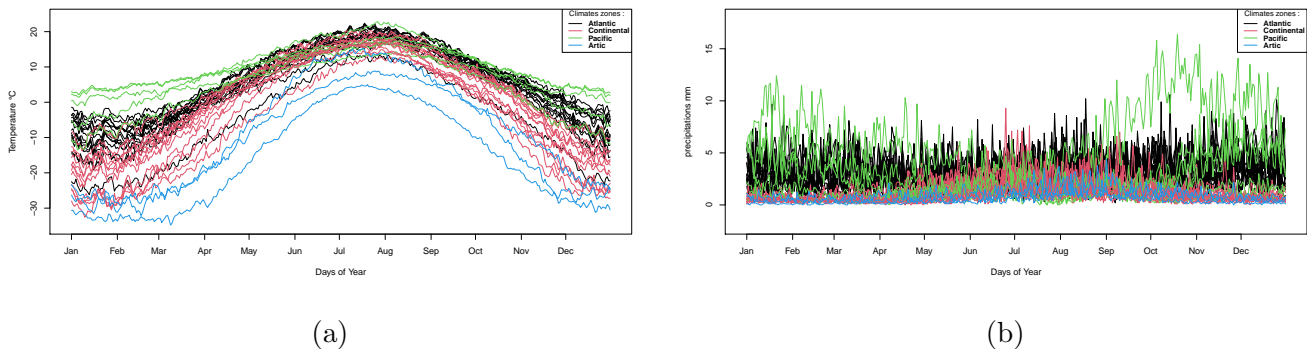 Climates zones :
Atlantic
Continental
Pacific
Artic
Temperature °C
20
10
0
-10
-20
-30
Jan Feb Mar Apr May Jun Jul Aug Sep Oct Nov Dec
Days of Year
(a)
Climates zones :
Atlantic
Continental
Pacific
Artic
precipitations mm
15
10
5
0
Jan Feb Mar Apr May Jun Jul Aug Sep Oct Nov Dec
Days of Year
(b)